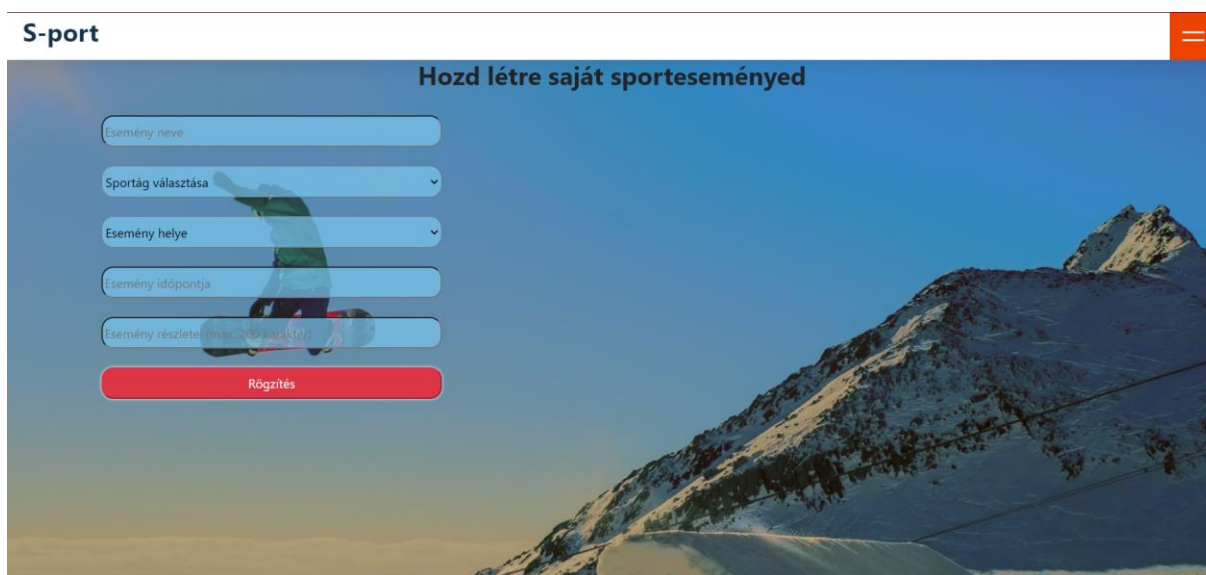 S-port
Hozd létre saját sporteseményed
Esemény neve
Sportág választása
Esemény helye
Esemény időpontja
Esemény részletei (max. 200 karakter)
Rögzítés